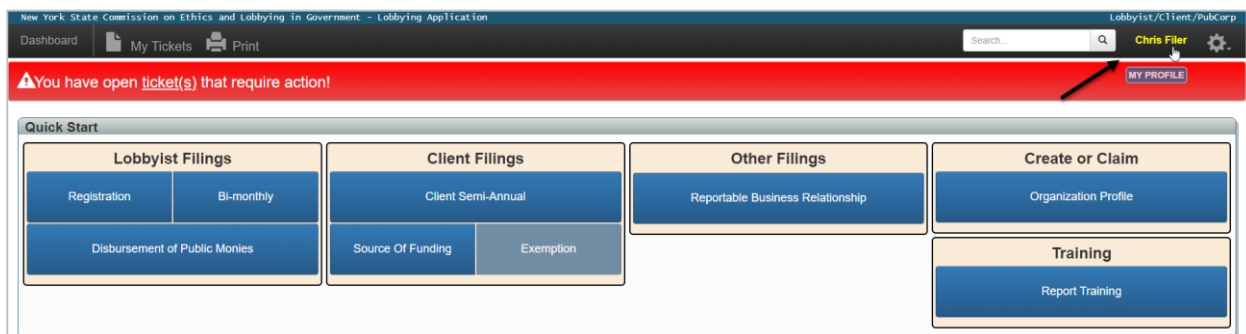 New York State Commission on Ethics and Lobbying in Government - Lobbying Application
Lobbyist/Client/PubCorp
Dashboard
My Tickets
Print
Search...
Chris Filer
You have open ticket(s) that require action!
MY PROFILE
Quick Start
Lobbyist Filings
Registration
Bi-monthly
Disbursement of Public Monies
Client Filings
Client Semi-Annual
Source Of Funding
Exemption
Other Filings
Reportable Business Relationship
Create or Claim
Organization Profile
Training
Report Training